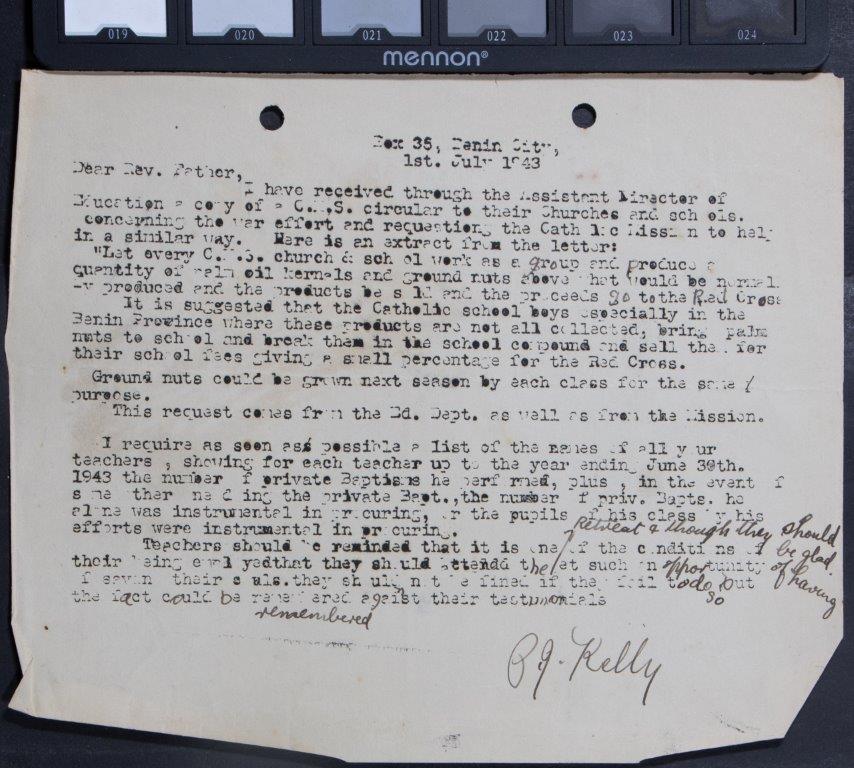 019 020 021 022 023 024
mennon®
Box 35, Benin City,
1st. July 1943
Dear Rev. Father,
I have received through the Assistant Director of
Education a copy of a C.M.S. circular to their Churches and schools.
concerning the war effort and requesting the Catholic Mission to help
in a similar way. Here is an extract from the letter:
"Let every C.M.S. church & school work as a group and produce a
quantity of palm oil kernels and ground nuts above what would be normal
-y produced and the products be sold and the proceeds go to the Red Cross
It is suggested that the Catholic school boys especially in the
Benin Province where these products are not all collected, bring palm
nuts to school and break them in the school compound and sell them for
their school fees giving a small percentage for the Red Cross.
Ground nuts could be grown next season by each class for the same
purpose.
This request comes from the Ed. Dept. as well as from the Mission.
I require as soon as possible a list of the names of all your
teachers, showing for each teacher up to the year ending June 30th.
1943 the number of private Baptisms he performed, plus, in the event of
some other ne ding the private Bapt., the number of priv. Bapts. he
alone was instrumental in procuring, or the pupils of his class by his
efforts were instrumental in procuring.
Teachers should be reminded that it is one of the conditions of
their being employed that they should attend the retreat & though they should be glad of having
such an opportunity
of saving their souls. they should not be fined if they fail to do so but
the fact could be remembered against their testimonials
remembered
P J. Kelly